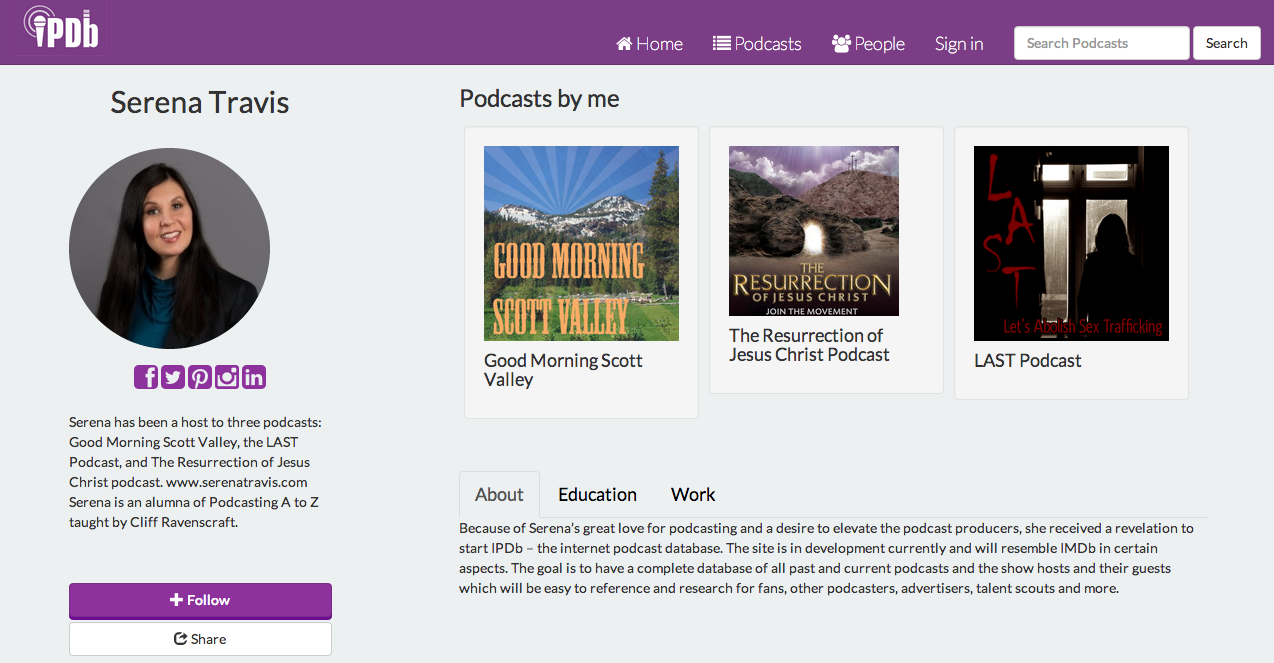 iPDb
Home
Podcasts
People
Sign in
Search Podcasts
Search
Serena Travis
Serena has been a host to three podcasts:
Good Morning Scott Valley, the LAST
Podcast, and The Resurrection of Jesus
Christ podcast. www.serenatravis.com
Serena is an alumna of Podcasting A to Z
taught by Cliff Ravenscraft.
Follow
Share
Podcasts by me
GOOD MORNING
SCOTT VALLEY
Good Morning Scott
Valley
THE
RESURRECTION
OF JESUS CHRIST
JOIN THE MOVEMENT
The Resurrection of
Jesus Christ Podcast
LAST
Let's Abolish Sex Trafficking
LAST Podcast
About
Education
Work
Because of Serena’s great love for podcasting and a desire to elevate the podcast producers, she received a revelation to
start IPDb – the internet podcast database. The site is in development currently and will resemble IMDb in certain
aspects. The goal is to have a complete database of all past and current podcasts and the show hosts and their guests
which will be easy to reference and research for fans, other podcasters, advertisers, talent scouts and more.